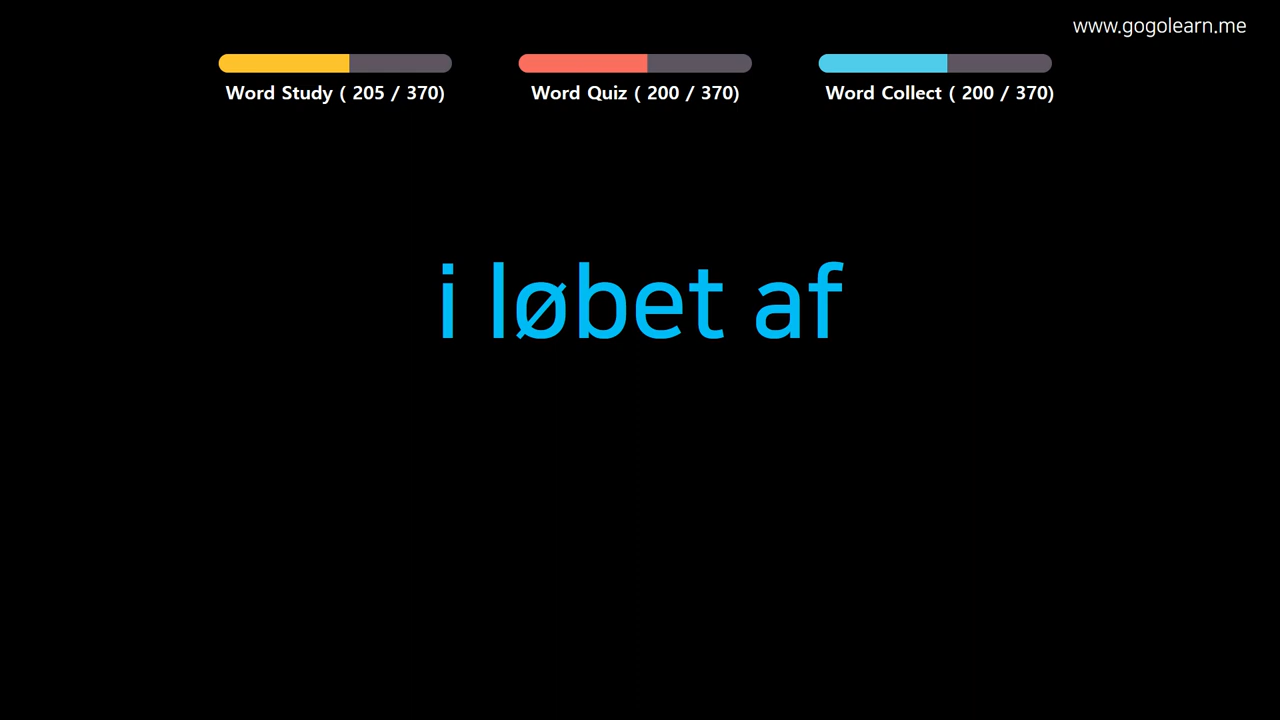 www.gogolearn.me
Word Study ( 205 / 370)
Word Quiz ( 200 / 370)
Word Collect ( 200 / 370)
i løbet af